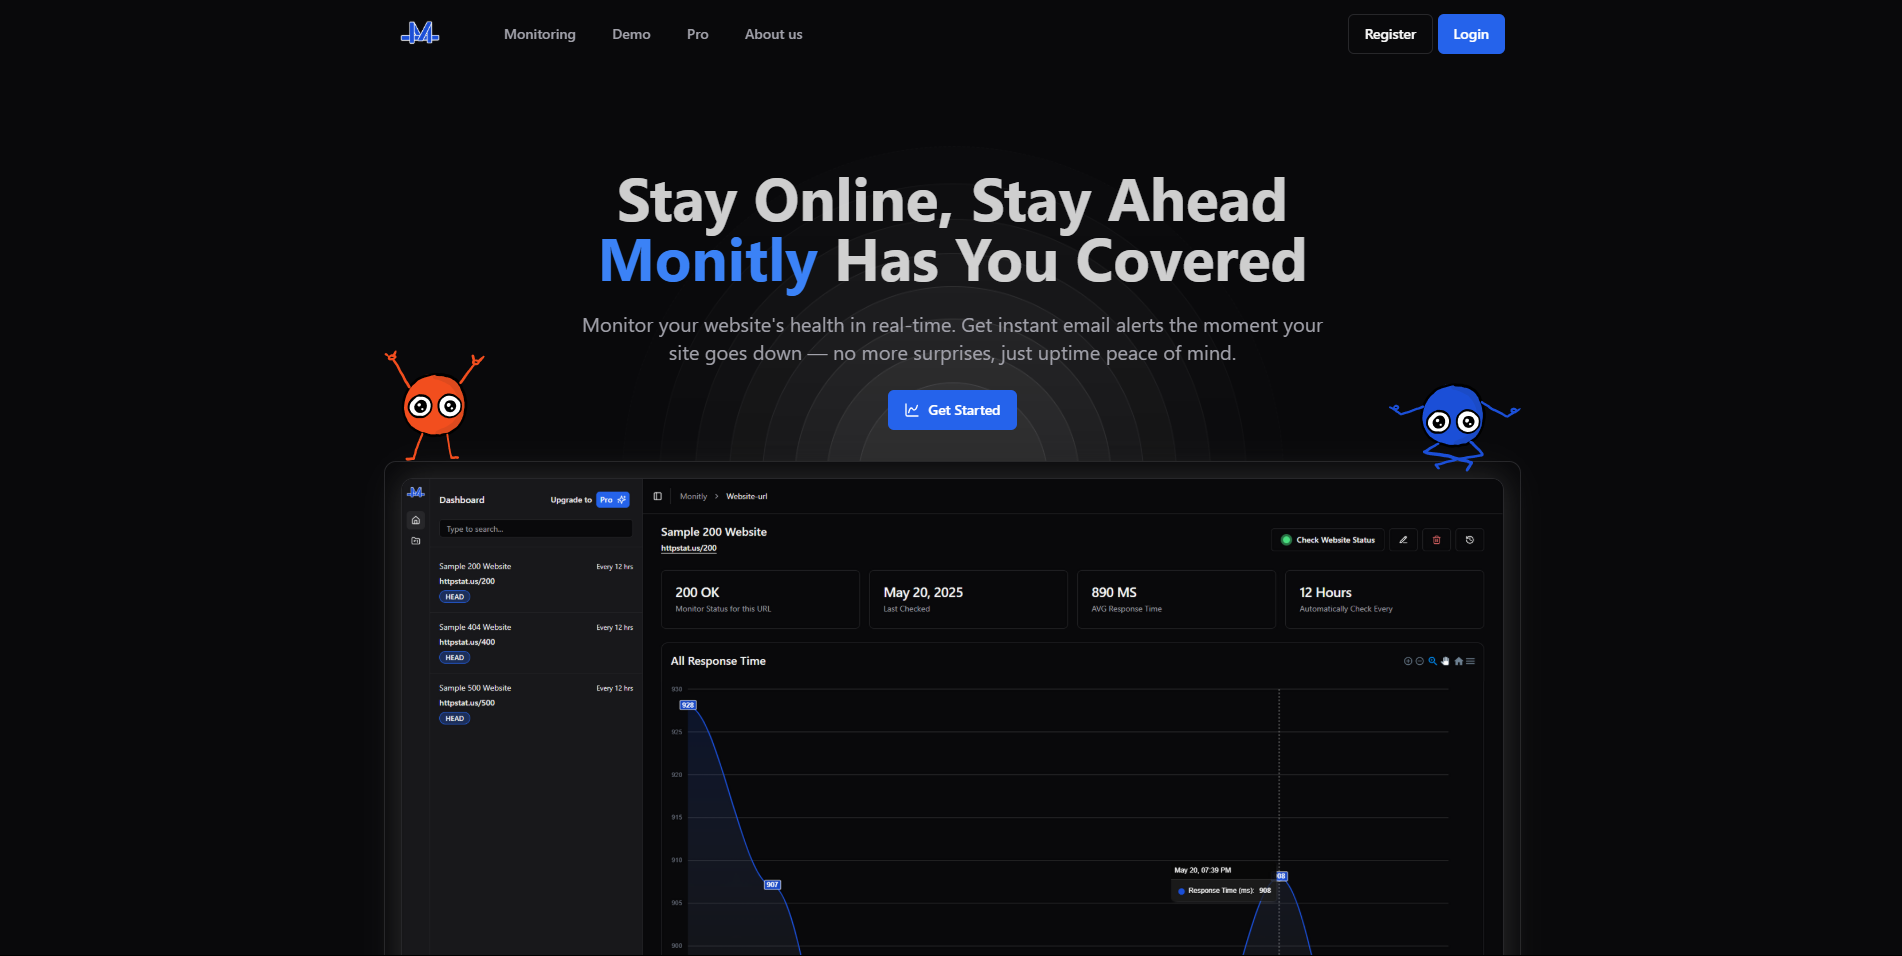 M
Monitoring
Demo
Pro
About us
Register
Login
Stay Online, Stay Ahead
Monitly Has You Covered
Monitor your website's health in real-time. Get instant email alerts the moment your
site goes down — no more surprises, just uptime peace of mind.
Get Started
M
Dashboard
Upgrade to
Pro
Type to search...
Sample 200 Website
Every 12 hrs
httpstat.us/200
HEAD
Sample 404 Website
Every 12 hrs
httpstat.us/400
HEAD
Sample 500 Website
Every 12 hrs
httpstat.us/500
HEAD
Monitly > Website-url
Sample 200 Website
httpstat.us/200
Check Website Status
200 OK
Monitor Status for this URL
May 20, 2025
Last Checked
890 MS
AVG Response Time
12 Hours
Automatically Check Every
All Response Time
930
928
925
920
915
910
May 20, 07:39 PM
08
907
Response Time (ms): 908
905
900